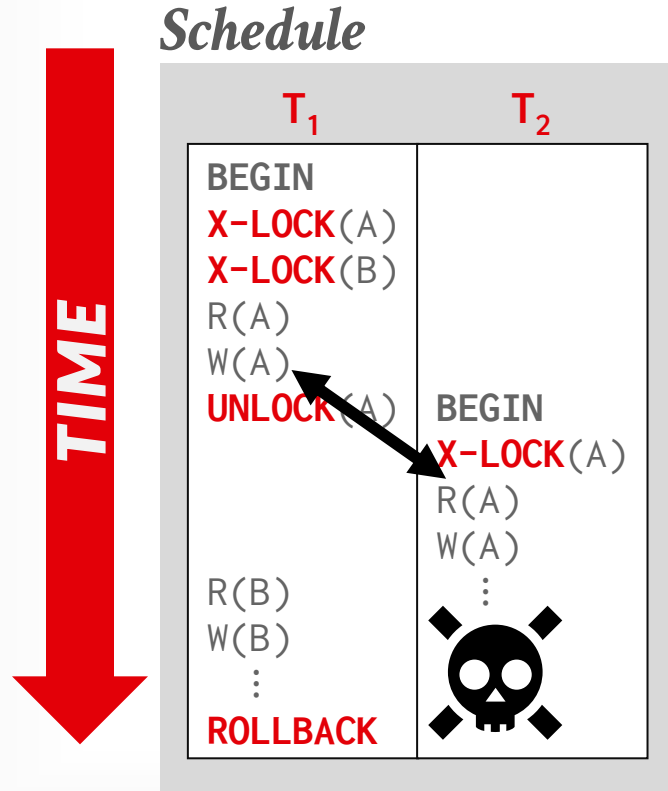 Schedule
TIME
T1 T2
BEGIN
X-LOCK(A)
X-LOCK(B)
R(A)
W(A)
UNLOCK(A) BEGIN
X-LOCK(A)
R(A)
W(A)
⋮
R(B)
W(B)
⋮
ROLLBACK